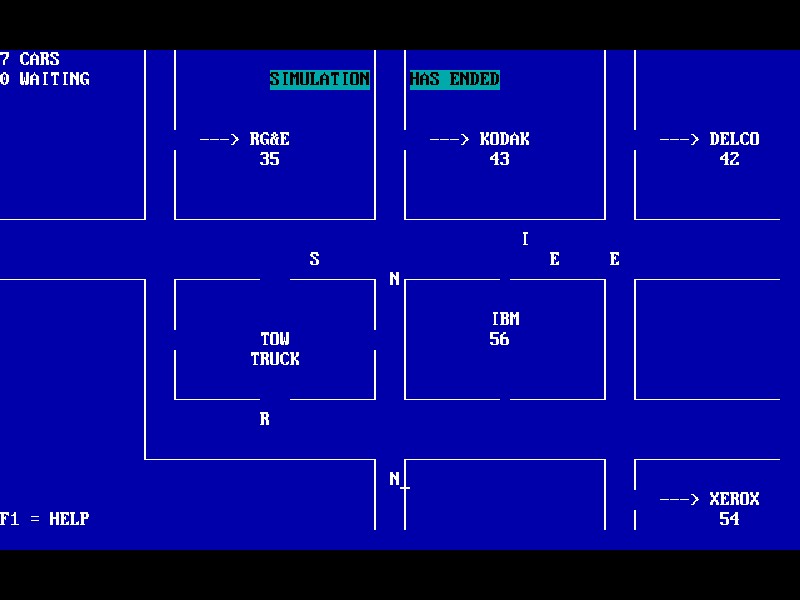 7 CARS
0 WAITING
SIMULATION HAS ENDED
---> RG&E
35
---> KODAK
43
---> DELCO
42
I
S
E
E
N
IBM
56
TOW
TRUCK
R
N_
---> XEROX
54
F1 = HELP